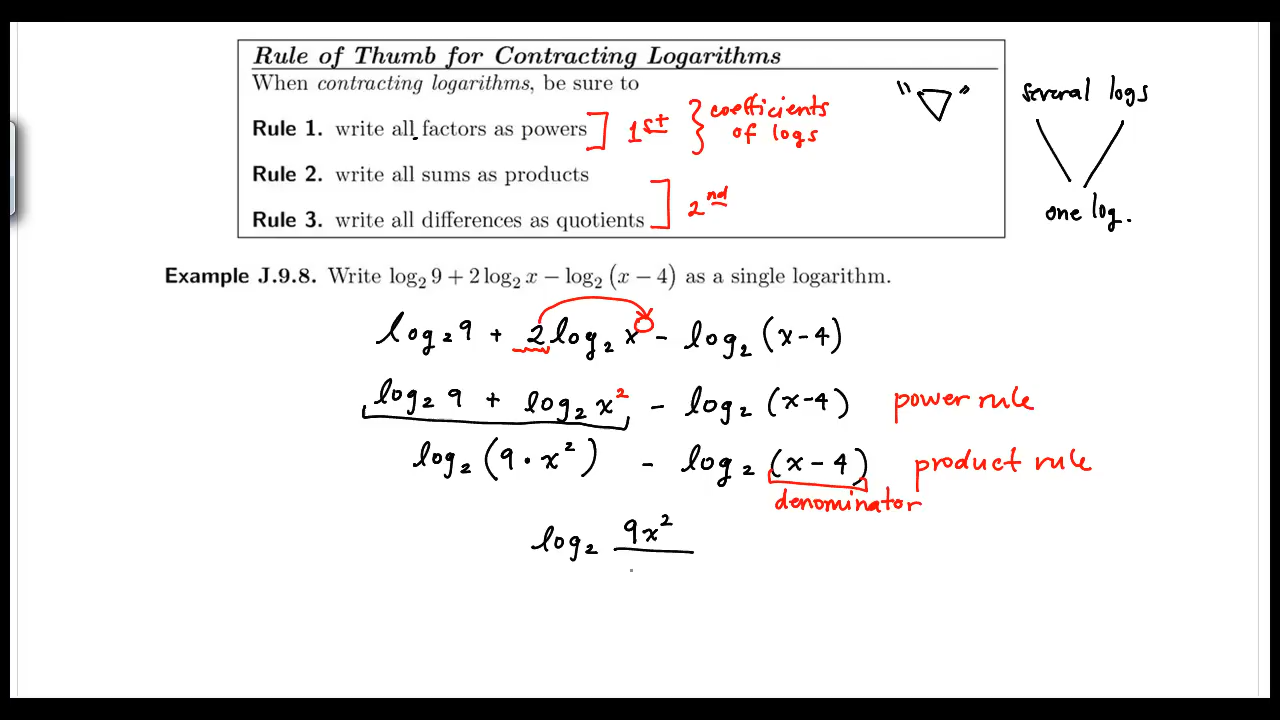 Rule of Thumb for Contracting Logarithms
When contracting logarithms, be sure to
Rule 1. write all factors as powers
1st
coefficients
of logs
Rule 2. write all sums as products
Rule 3. write all differences as quotients
2nd
" "
several logs
one log.
Example J.9.8. Write log₂ 9 + 2 log₂ x − log₂ (x − 4) as a single logarithm.
log₂ 9 + 2 log₂ x − log₂ (x − 4)
log₂ 9 + log₂ x² − log₂ (x − 4) power rule
log₂ (9 · x²) − log₂ (x − 4) product rule
denominator
log₂ 9x²